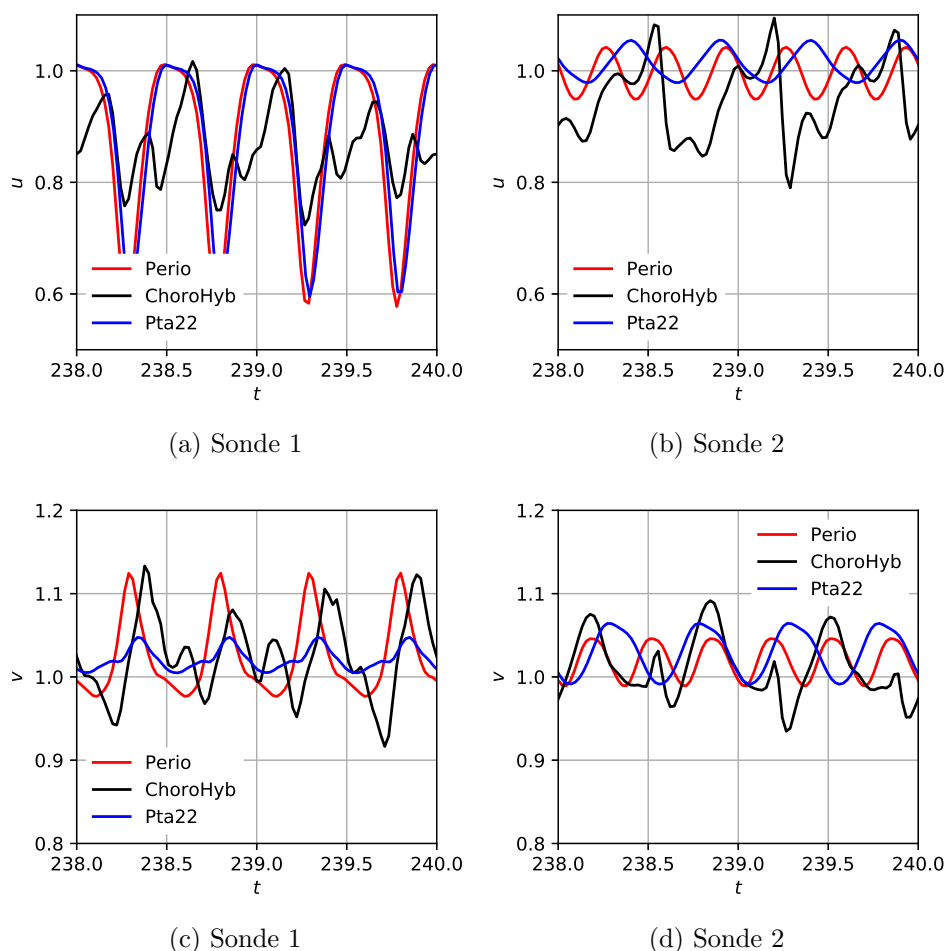 1.0
0.8
0.6
u
Perio
ChoroHyb
Pta22
238.0 238.5 239.0 239.5 240.0
t
(a) Sonde 1
1.0
0.8
0.6
u
Perio
ChoroHyb
Pta22
238.0 238.5 239.0 239.5 240.0
t
(b) Sonde 2
1.2
1.1
1.0
0.9
0.8
v
Perio
ChoroHyb
Pta22
238.0 238.5 239.0 239.5 240.0
t
(c) Sonde 1
1.2
1.1
1.0
0.9
0.8
v
Perio
ChoroHyb
Pta22
238.0 238.5 239.0 239.5 240.0
t
(d) Sonde 2